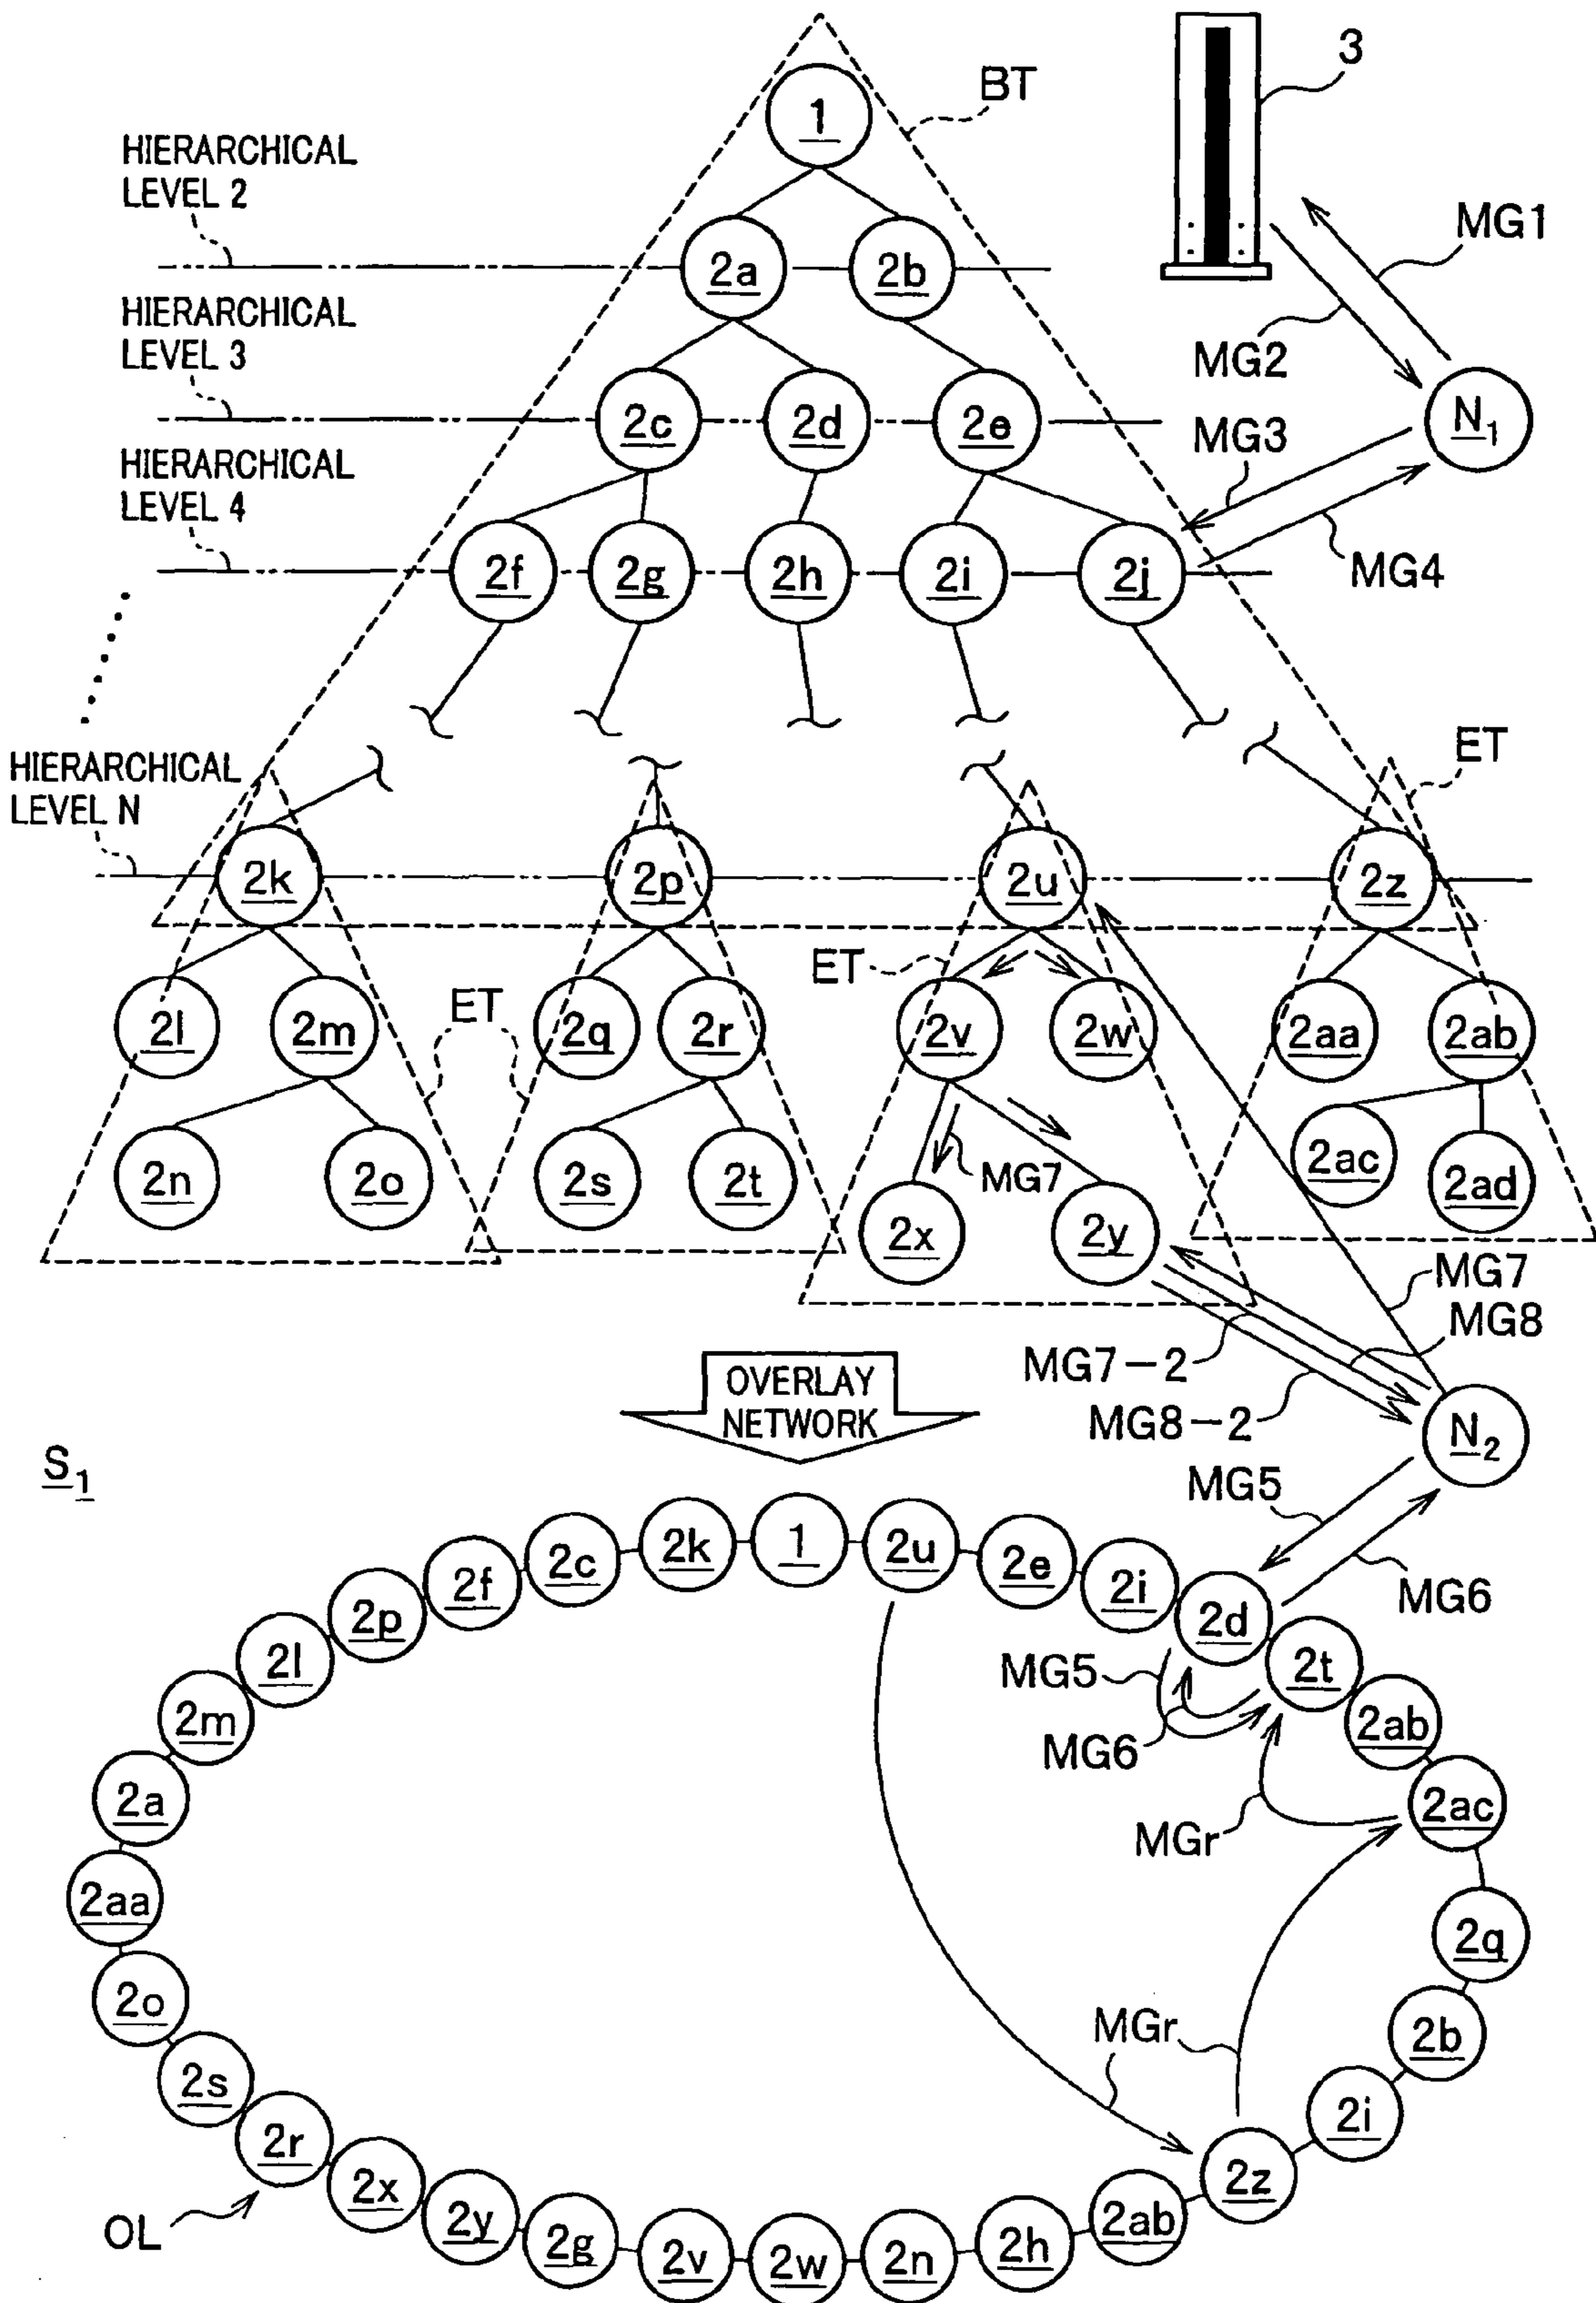 1
BT
3
HIERARCHICAL
LEVEL 2
MG1
2a
2b
MG2
HIERARCHICAL
LEVEL 3
2c
2d
2e
N1
MG3
HIERARCHICAL
LEVEL 4
2f
2g
2h
2i
2j
MG4
HIERARCHICAL
LEVEL N
ET
2k
2p
2u
2z
ET
ET
2l
2m
2q
2r
2v
2w
2aa
2ab
2n
2o
2s
2t
MG7
2ac
2ad
2x
2y
MG7
MG8
MG7-2
MG8-2
OVERLAY
NETWORK
N2
S1
MG5
MG6
2p
2f
2c
2k
1
2u
2e
2i
2d
2t
2l
MG5
2m
MG6
2ab
2a
MGr
2ac
2aa
2q
2o
MGr
2b
2s
2i
2r
2z
OL
2x
2y
2g
2v
2w
2n
2h
2ab